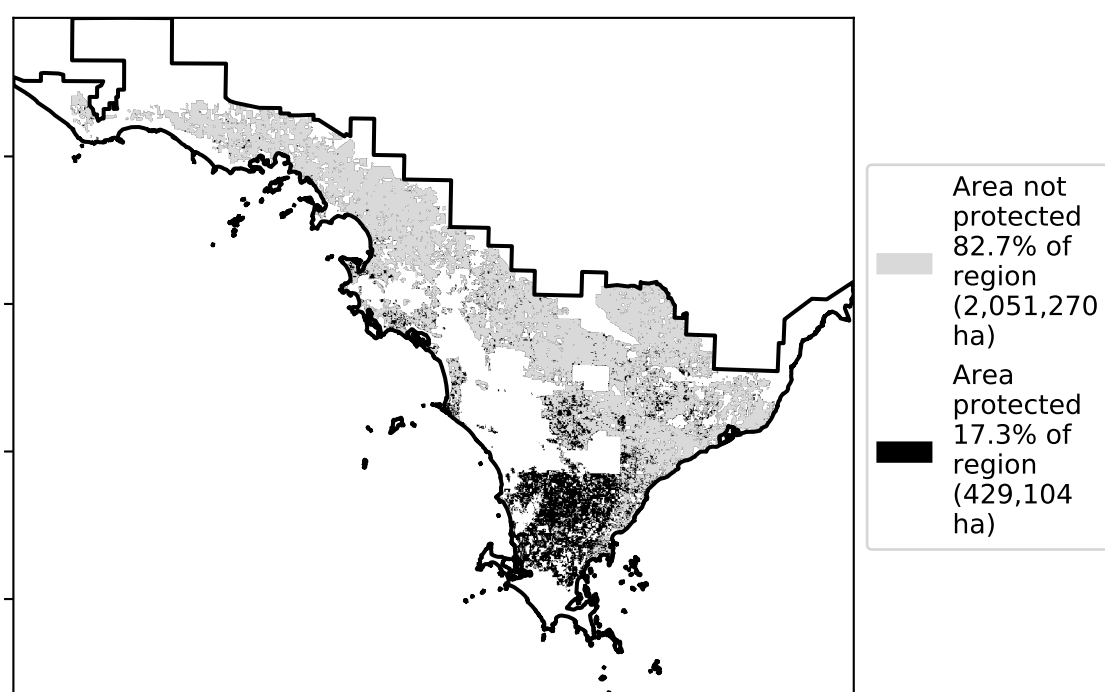 Area not
protected
82.7% of
region
(2,051,270
ha)
Area
protected
17.3% of
region
(429,104
ha)